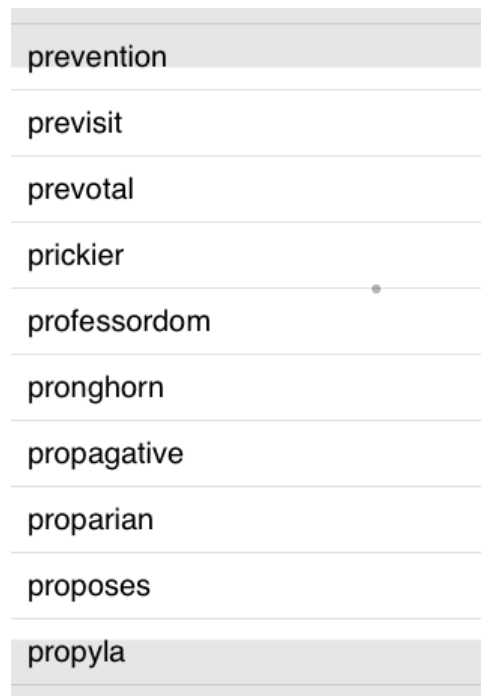 prevention
previsit
prevotal
prickier
professordom
pronghorn
propagative
proparian
proposes
propyla